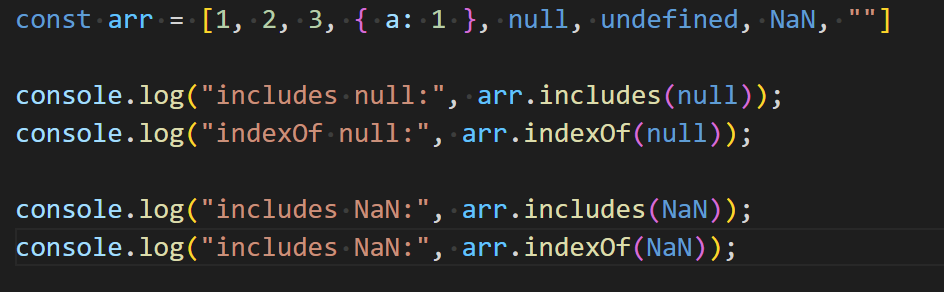 const arr = [1, 2, 3, { a: 1 }, null, undefined, NaN, ""]
console.log("includes null:", arr.includes(null));
console.log("indexOf null:", arr.indexOf(null));
console.log("includes NaN:", arr.includes(NaN));
console.log("includes NaN:", arr.indexOf(NaN));